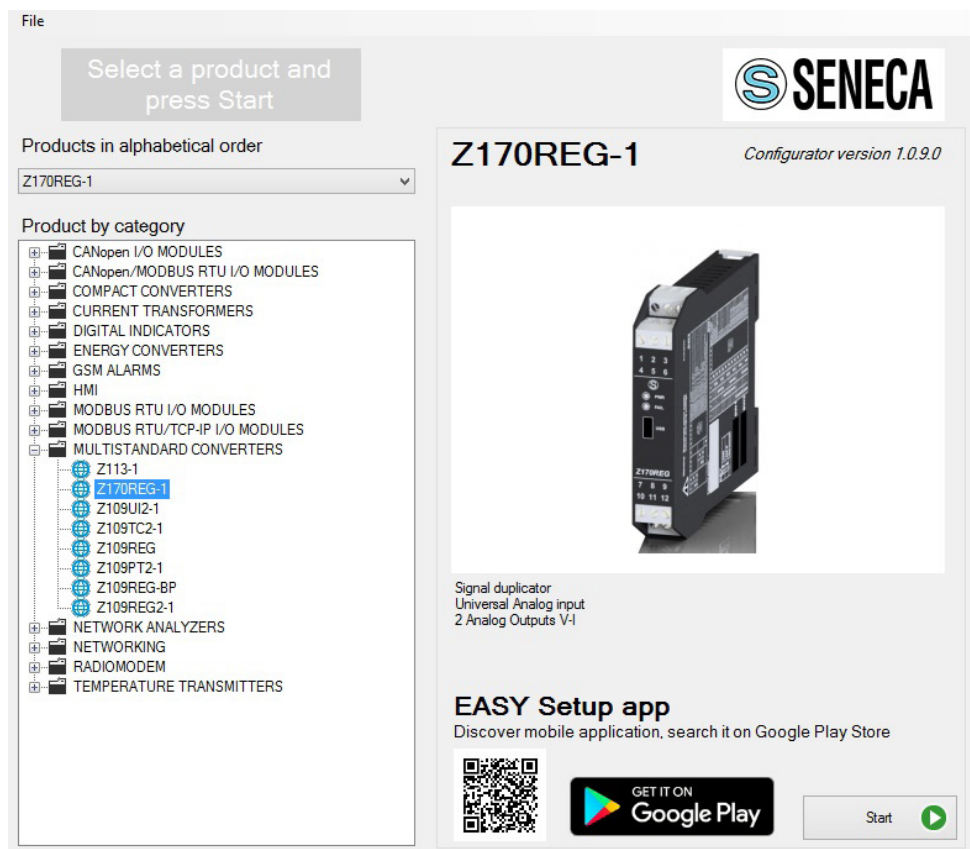 File
Select a product and
press Start
SENECA
Products in alphabetical order
Z170REG-1
Product by category
CANopen I/O MODULES
CANopen/MODBUS RTU I/O MODULES
COMPACT CONVERTERS
CURRENT TRANSFORMERS
DIGITAL INDICATORS
ENERGY CONVERTERS
GSM ALARMS
HMI
MODBUS RTU I/O MODULES
MODBUS RTU/TCP-IP I/O MODULES
MULTISTANDARD CONVERTERS
Z113-1
Z170REG-1
Z109UI2-1
Z109TC2-1
Z109REG
Z109PT2-1
Z109REG-BP
Z109REG2-1
NETWORK ANALYZERS
NETWORKING
RADIOMODEM
TEMPERATURE TRANSMITTERS
Z170REG-1
Configurator version 1.0.9.0
1 2 3
4 5 6
PWR
FAIL
USB
Z170REG
7 8 9
10 11 12
Signal duplicator
Universal Analog input
2 Analog Outputs V-I
EASY Setup app
Discover mobile application, search it on Google Play Store
GET IT ON
Google Play
Start